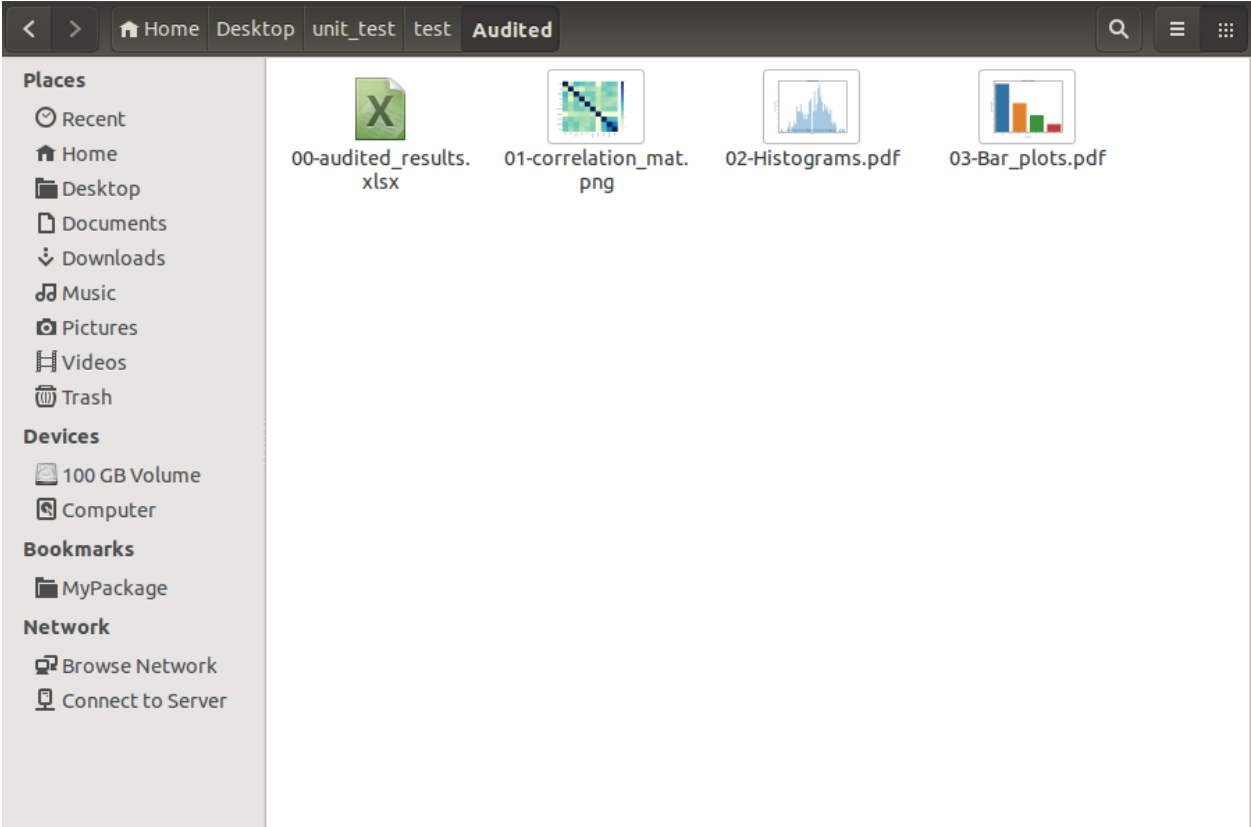 Home Desktop unit_test test Audited
Places
Recent
Home
Desktop
Documents
Downloads
Music
Pictures
Videos
Trash
Devices
100 GB Volume
Computer
Bookmarks
MyPackage
Network
Browse Network
Connect to Server
X
00-audited_results.
xlsx
01-correlation_mat.
png
02-Histograms.pdf
03-Bar_plots.pdf